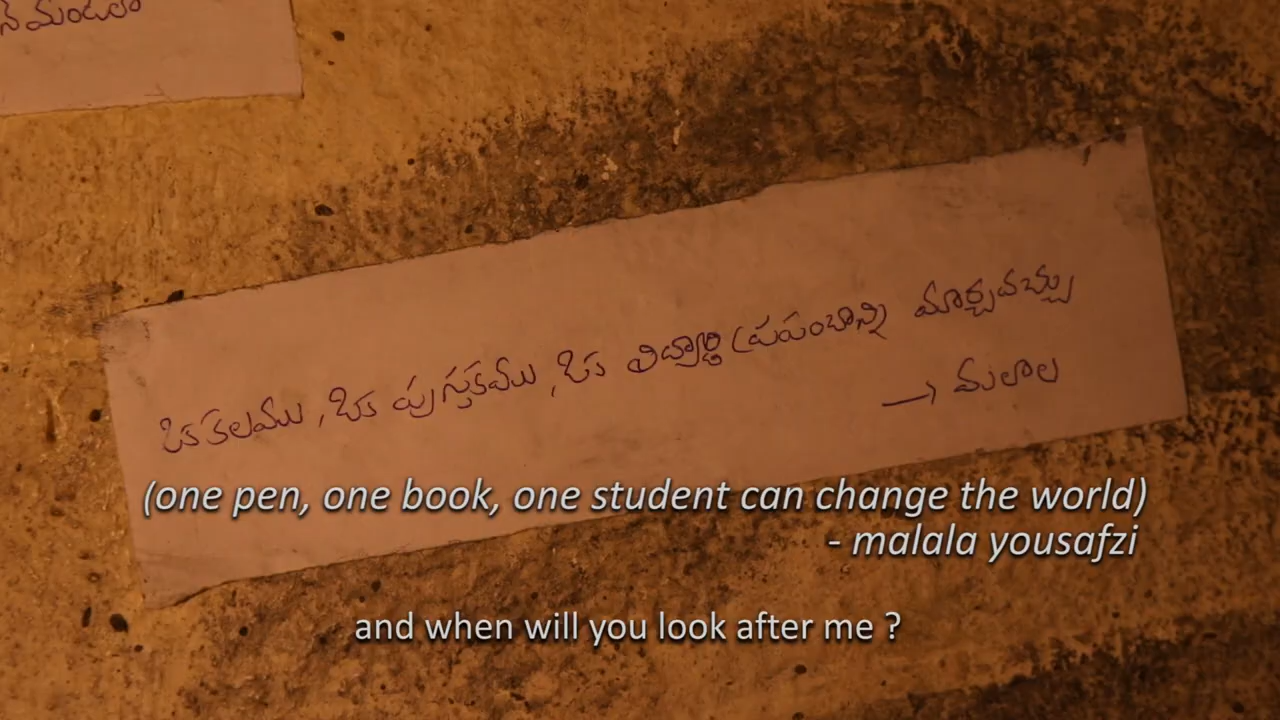 నే మండలా
ఒక కలము, ఒక పుస్తకము, ఒక విద్యార్థి ప్రపంచాన్ని మార్చవచ్చు
→ మలాల
(one pen, one book, one student can change the world)
- malala yousafzi
and when will you look after me ?